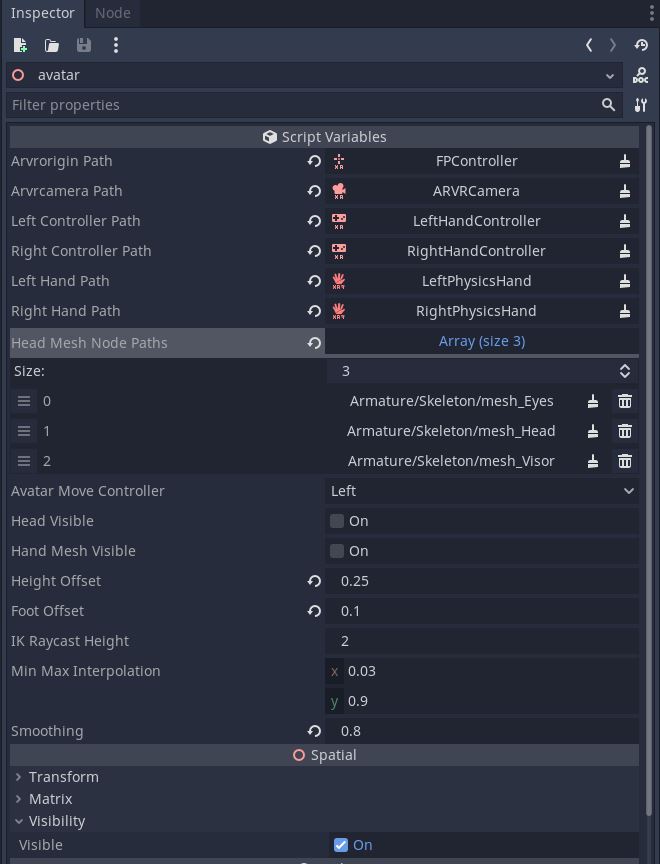 Inspector Node
DOC
avatar
Filter properties
Script Variables
Arvrorigin Path FPController
Arvrcamera Path ARVRCamera
Left Controller Path LeftHandController
Right Controller Path RightHandController
Left Hand Path LeftPhysicsHand
Right Hand Path RightPhysicsHand
Head Mesh Node Paths Array (size 3)
Size: 3
0 Armature/Skeleton/mesh_Eyes
1 Armature/Skeleton/mesh_Head
2 Armature/Skeleton/mesh_Visor
Avatar Move Controller Left
Head Visible On
Hand Mesh Visible On
Height Offset 0.25
Foot Offset 0.1
IK Raycast Height 2
Min Max Interpolation x 0.03
y 0.9
Smoothing 0.8
Spatial
Transform
Matrix
Visibility
Visible On